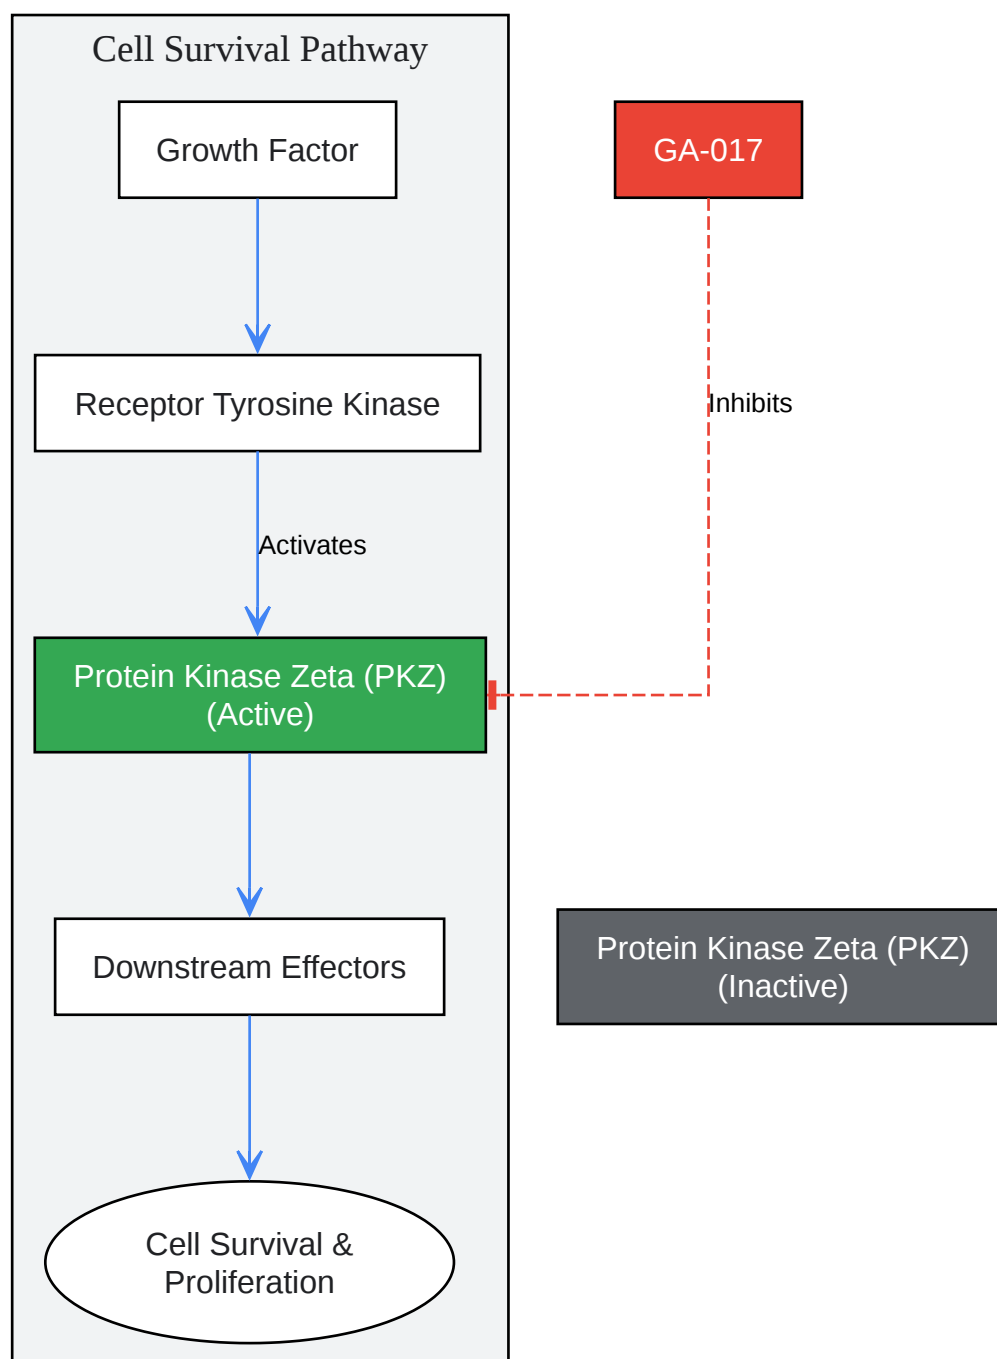 Cell Survival Pathway
Growth Factor
GA-017
Receptor Tyrosine Kinase
Inhibits
Activates
Protein Kinase Zeta (PKZ)
(Active)
Downstream Effectors
Protein Kinase Zeta (PKZ)
(Inactive)
Cell Survival &
Proliferation